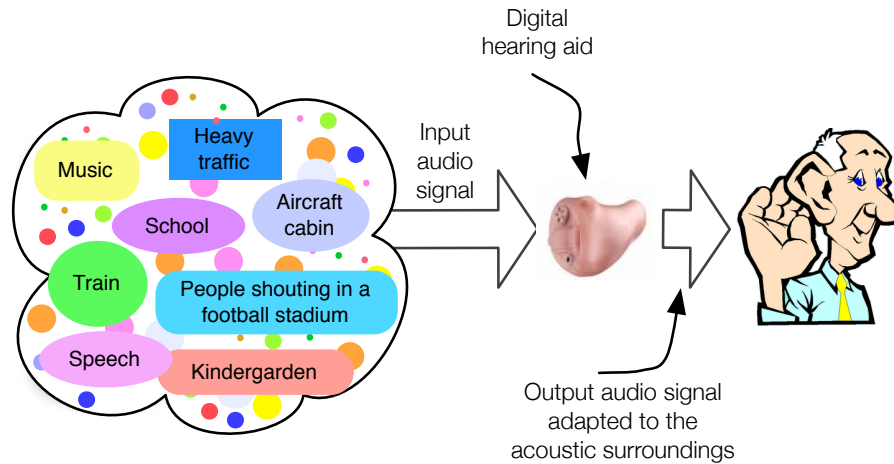 Digital
hearing aid
Input
audio
signal
Heavy
traffic
Music
Aircraft
cabin
School
Train
People shouting in a
football stadium
Speech
Kindergarden
Output audio signal
adapted to the
acoustic surroundings